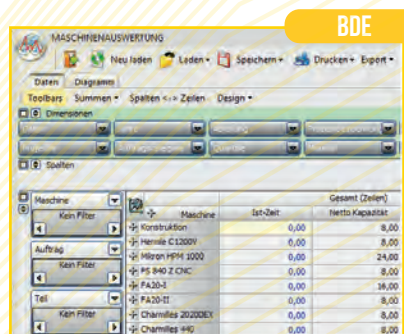 BDE
MASCHINENAUSWERTUNG
Neu laden Laden Speichern Drucken Export
Daten Diagramm
Toolbars Summen Spalten <-> Zeilen Design
Dimensionen
Spalten
Gesamt (Zeilen)
Maschine Maschine Ist-Zeit Netto Kapazität
Kein Filter Konstruktion 0,00 8,00
Hermle C1200V 0,00 8,00
Auftrag Mikron HPM 1000 0,00 24,00
Kein Filter PS 840 Z CNC 0,00 8,00
FA20-I 0,00 16,00
Teil FA20-II 0,00 8,00
Kein Filter Charmilles 2020DEX 0,00 8,00
Charmilles 440 0,00 8,00